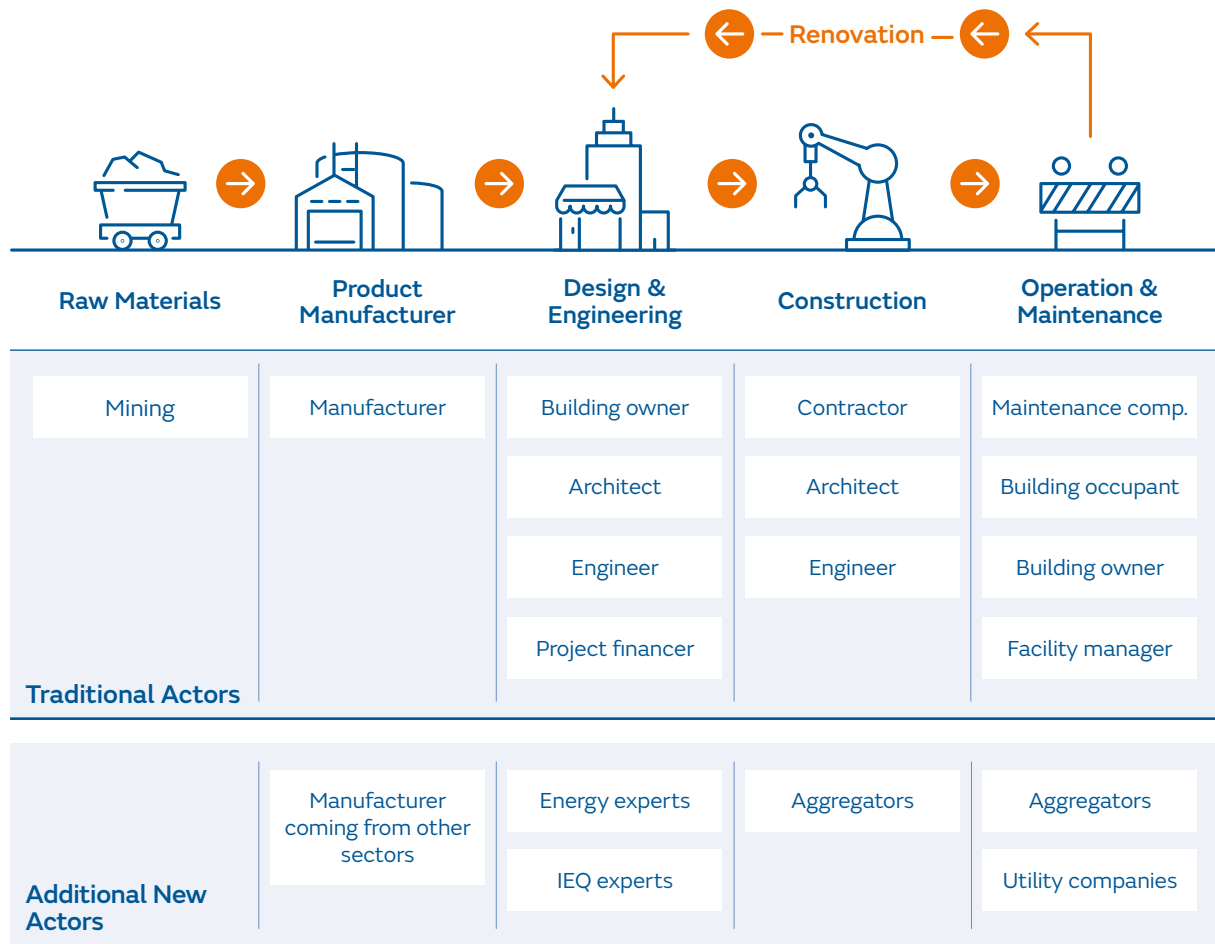 Renovation
Raw Materials
Product
Manufacturer
Design &
Engineering
Construction
Operation &
Maintenance
Mining
Manufacturer
Building owner
Contractor
Maintenance comp.
Architect
Architect
Building occupant
Engineer
Engineer
Building owner
Project financer
Facility manager
Traditional Actors
Manufacturer
coming from other
sectors
Energy experts
Aggregators
Aggregators
IEQ experts
Utility companies
Additional New
Actors